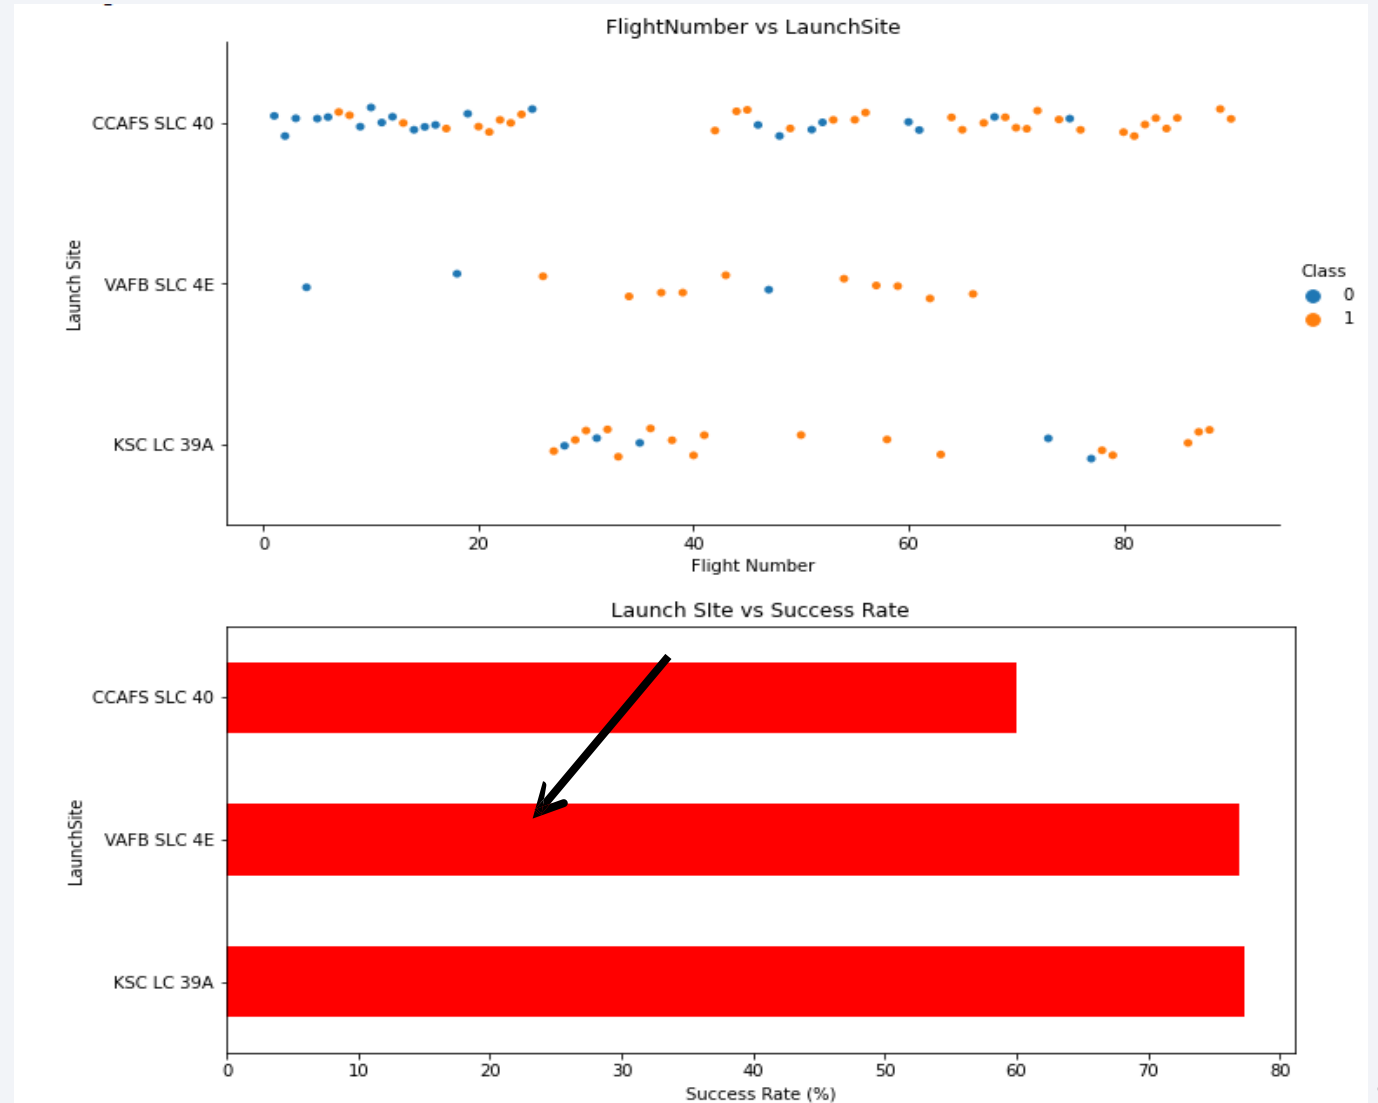 FlightNumber vs LaunchSite
CCAFS SLC 40
VAFB SLC 4E
KSC LC 39A
Launch Site
0 20 40 60 80
Flight Number
Class
0
1
Launch SIte vs Success Rate
CCAFS SLC 40
VAFB SLC 4E
KSC LC 39A
LaunchSite
0 10 20 30 40 50 60 70 80
Success Rate (%)